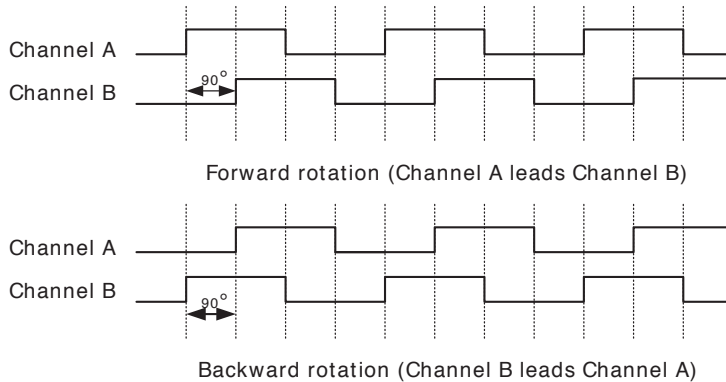 Channel A
Channel B
90°
Forward rotation (Channel A leads Channel B)
Channel A
Channel B
90°
Backward rotation (Channel B leads Channel A)